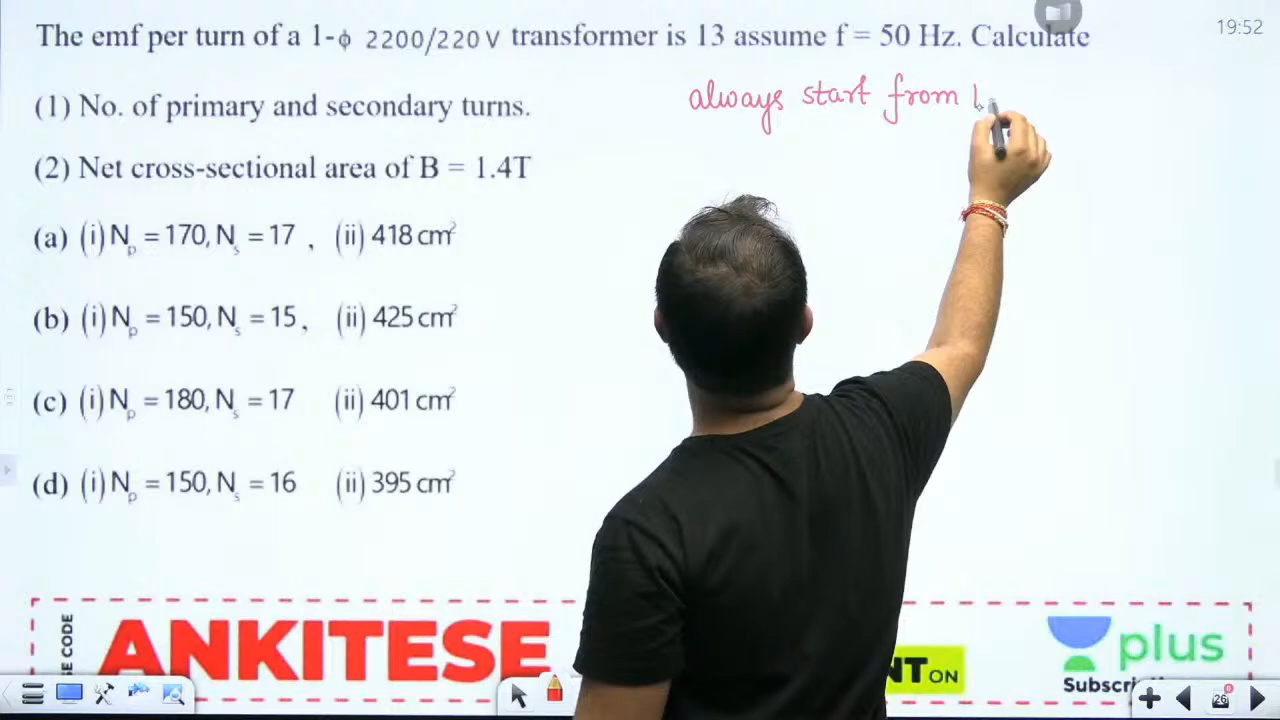 The emf per turn of a 1-ϕ 2200/220 V transformer is 13 assume f = 50 Hz. Calculate
19:52
always start from
(1) No. of primary and secondary turns.
(2) Net cross-sectional area of B = 1.4T
(a) (i) Nₚ = 170, Nₛ = 17 , (ii) 418 cm²
(b) (i) Nₚ = 150, Nₛ = 15, (ii) 425 cm²
(c) (i) Nₚ = 180, Nₛ = 17 (ii) 401 cm²
(d) (i) Nₚ = 150, Nₛ = 16 (ii) 395 cm²
CODE
ANKITESE
ON
plus
26